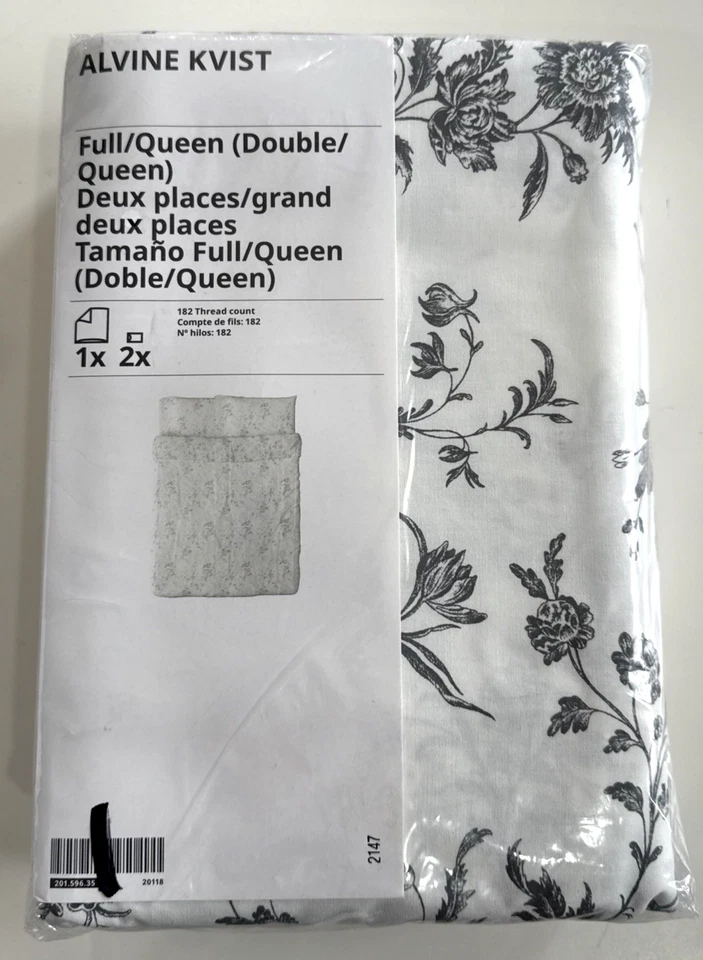 ALVINE KVIST
Full/Queen (Double/
Queen)
Deux places/grand
deux places
Tamaño Full/Queen
(Doble/Queen)
182 Thread count
Compte de fils: 182
Nº hilos: 182
1x 2x
2147
201.596.35
20118